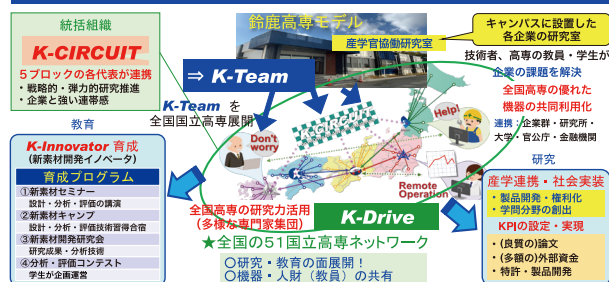 統括組織
K-CIRCUIT
5ブロックの各代表が連携
・戦略的・弾力的研究推進
・企業と強い連帯感
鈴鹿高専モデル
産学官協働研究室
キャンパスに設置した
各企業の研究室
⇒ K-Team
K-Team を
全国国立高専展開
技術者、高専の教員・学生が
企業の課題を解決
全国高専の優れた
機器の共同利用化
連携：企業群・研究所・
大学・官公庁・金融機関
教育
K-Innovator 育成
(新素材開発イノベータ)
育成プログラム
①新素材セミナー
設計・分析・評価の講演
②新素材キャンプ
設計・分析・評価技術習得合宿
③新素材開発研究会
研究成果・分析技術
④分析・評価コンテスト
学生が企画運営
K-CIRCUIT
Don't
worry
Help!
Remote
Operation
全国高専の研究力活用
(多様な専門家集団)
K-Drive
★全国の51国立高専ネットワーク
○研究・教育の面展開！
○機器・人財（教員）の共有
研究
産学連携・社会実装
・製品開発・権利化
・学問分野の創出
KPIの設定・実現
・(良質の)論文
・(多額の)外部資金
・特許・製品開発